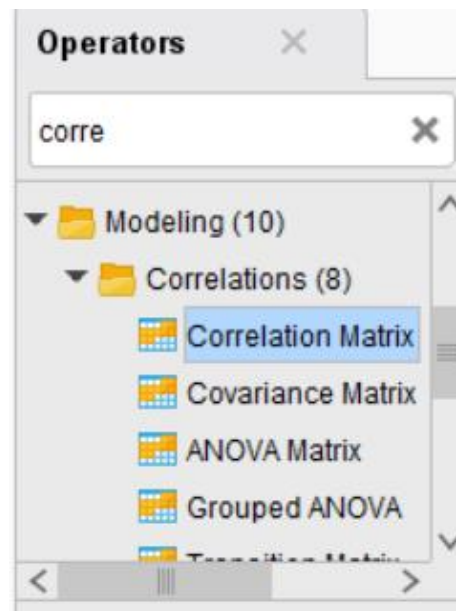 Operators
corre
Modeling (10)
Correlations (8)
Correlation Matrix
Covariance Matrix
ANOVA Matrix
Grouped ANOVA